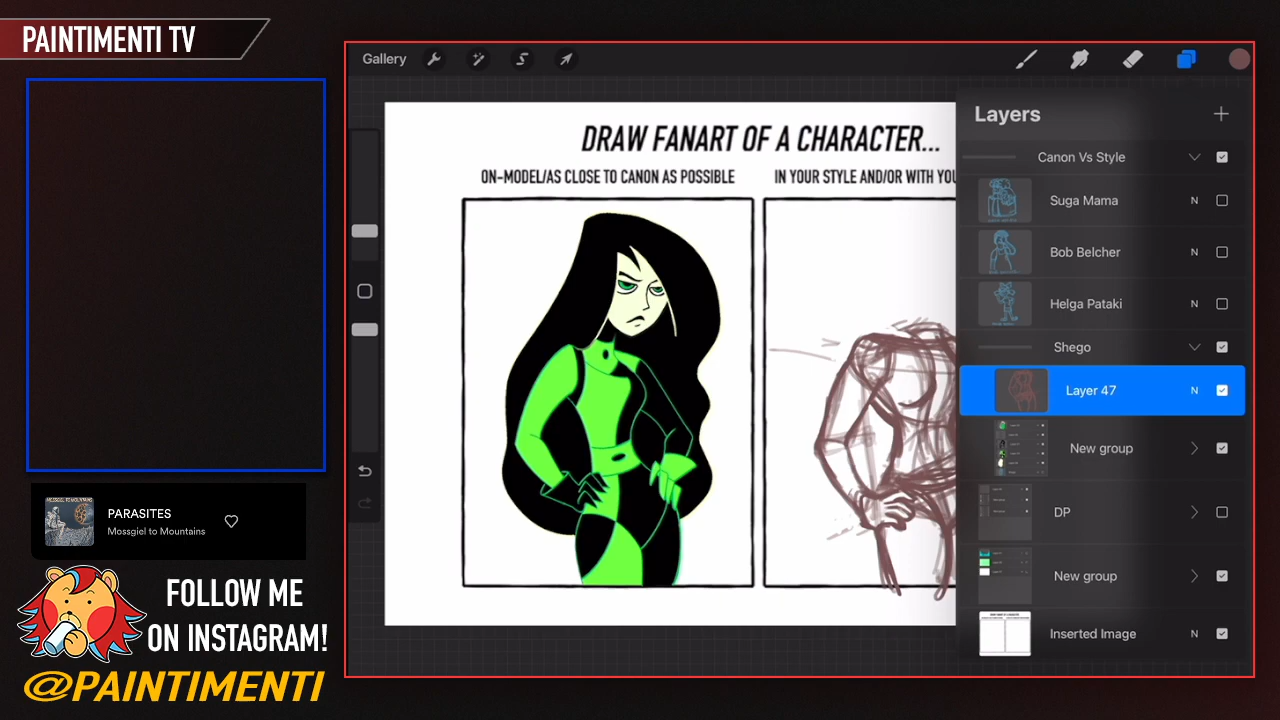 PAINTIMENTI TV
Gallery
DRAW FANART OF A CHARACTER...
ON-MODEL/AS CLOSE TO CANON AS POSSIBLE
IN YOUR STYLE AND/OR WITH
Layers
Canon Vs Style
Suga Mama
N
Bob Belcher
N
Helga Pataki
N
Shego
Layer 47
N
New group
DP
New group
Inserted Image
N
PARASITES
Mossgiel to Mountains
FOLLOW ME
ON INSTAGRAM!
@PAINTIMENTI